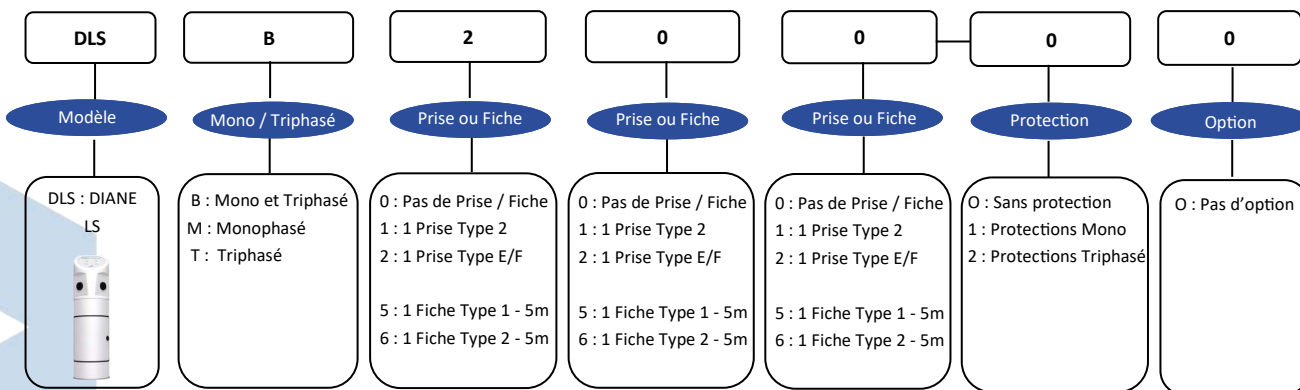 DLS
B
2
0
0
0
0
Modèle
Mono / Triphasé
Prise ou Fiche
Prise ou Fiche
Prise ou Fiche
Protection
Option
DLS : DIANE
LS
B : Mono et Triphasé
M : Monophasé
T : Triphasé
0 : Pas de Prise / Fiche
1 : 1 Prise Type 2
2 : 1 Prise Type E/F
5 : 1 Fiche Type 1 - 5m
6 : 1 Fiche Type 2 - 5m
0 : Pas de Prise / Fiche
1 : 1 Prise Type 2
2 : 1 Prise Type E/F
5 : 1 Fiche Type 1 - 5m
6 : 1 Fiche Type 2 - 5m
0 : Pas de Prise / Fiche
1 : 1 Prise Type 2
2 : 1 Prise Type E/F
5 : 1 Fiche Type 1 - 5m
6 : 1 Fiche Type 2 - 5m
O : Sans protection
1 : Protections Mono
2 : Protections Triphasé
O : Pas d’option